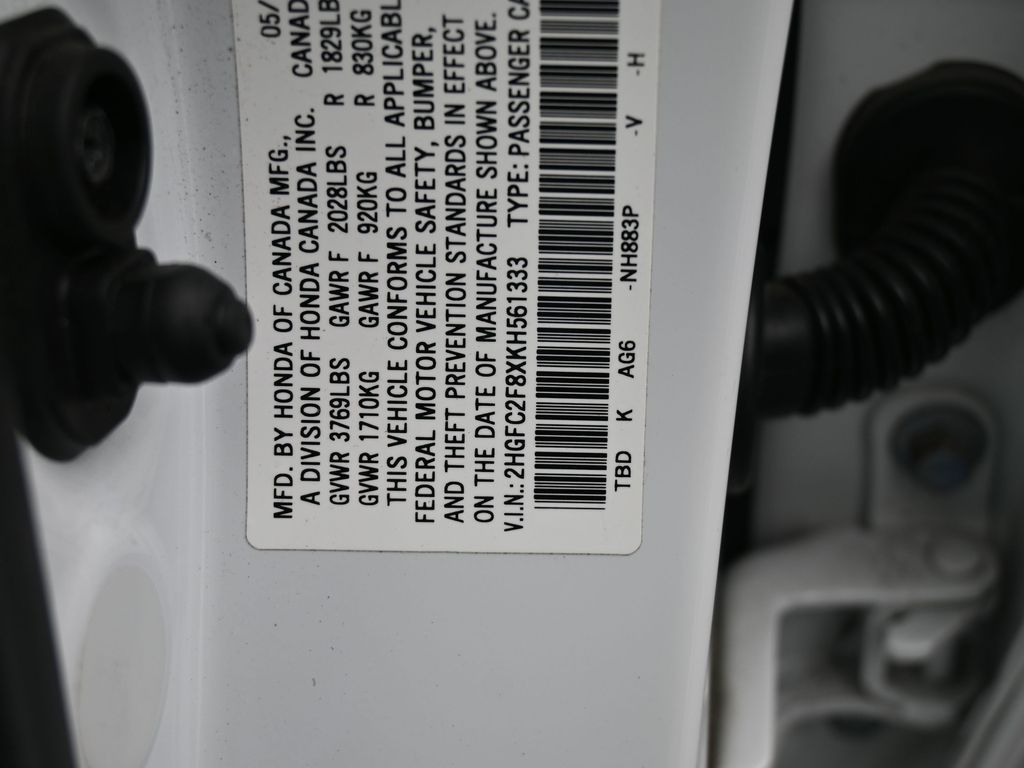 MFD. BY HONDA OF CANADA MFG., 05/
A DIVISION OF HONDA CANADA INC. CANAD
GVWR 3769LBS GAWR F 2028LBS R 1829LB
GVWR 1710KG GAWR F 920KG R 830KG
THIS VEHICLE CONFORMS TO ALL APPLICABL
FEDERAL MOTOR VEHICLE SAFETY, BUMPER,
AND THEFT PREVENTION STANDARDS IN EFFECT
ON THE DATE OF MANUFACTURE SHOWN ABOVE.
V.I.N.: 2HGFC2F8XKH561333 TYPE: PASSENGER CA
TBD K AG6 -NH883P -V -H